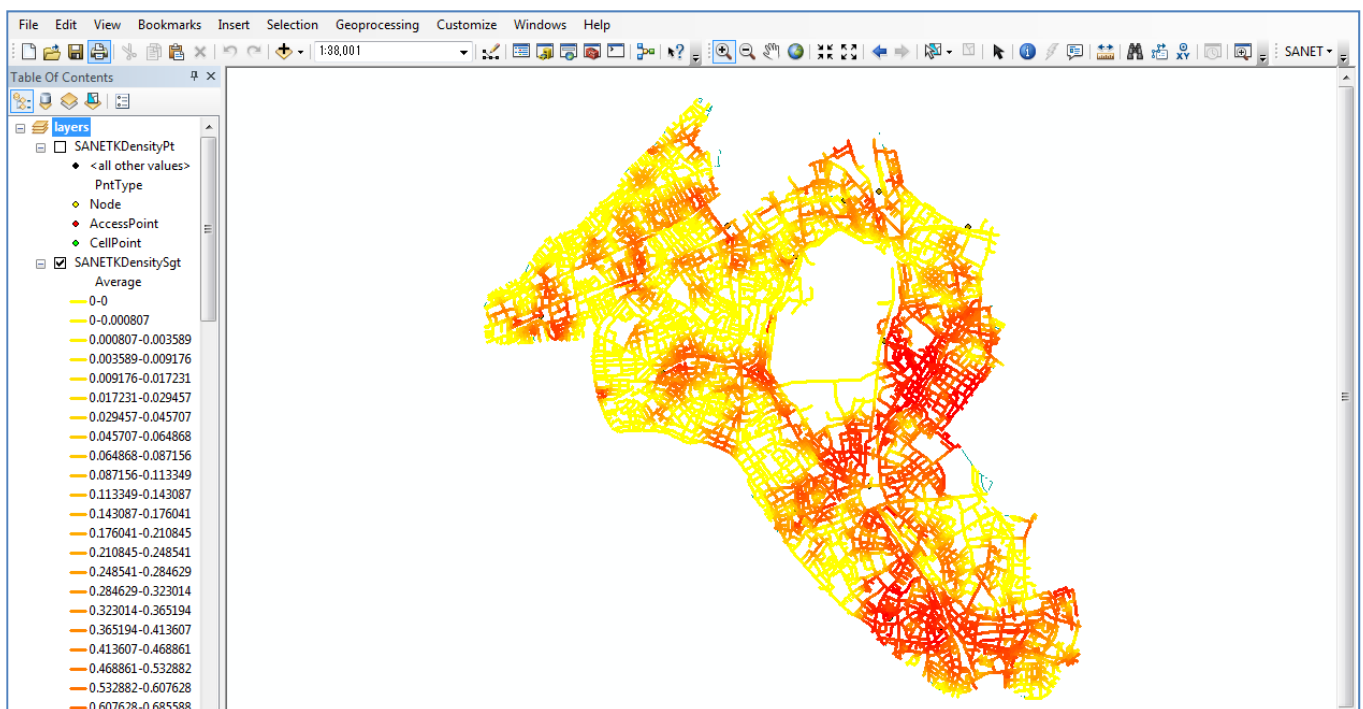 File Edit View Bookmarks Insert Selection Geoprocessing Customize Windows Help
1:38,001
SANET
Table Of Contents
layers
SANETKDensityPt
<all other values>
PntType
Node
AccessPoint
CellPoint
SANETKDensitySgt
Average
0-0
0-0.000807
0.000807-0.003589
0.003589-0.009176
0.009176-0.017231
0.017231-0.029457
0.029457-0.045707
0.045707-0.064868
0.064868-0.087156
0.087156-0.113349
0.113349-0.143087
0.143087-0.176041
0.176041-0.210845
0.210845-0.248541
0.248541-0.284629
0.284629-0.323014
0.323014-0.365194
0.365194-0.413607
0.413607-0.468861
0.468861-0.532882
0.532882-0.607628
0.607628-0.685588